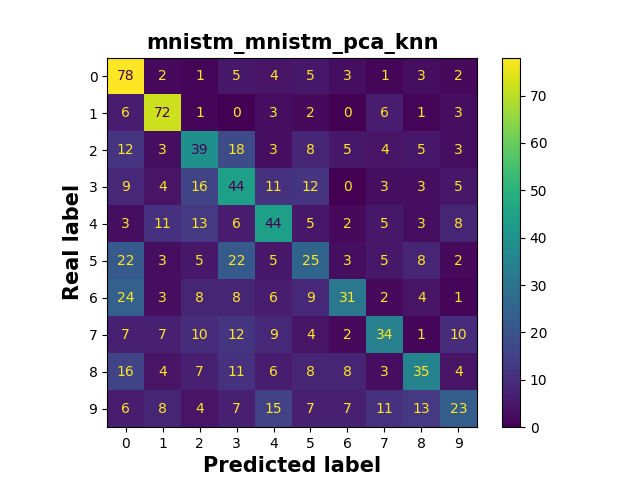 mnistm_mnistm_pca_knn
Real label
0 78 2 1 5 4 5 3 1 3 2
1 6 72 1 0 3 2 0 6 1 3
2 12 3 39 18 3 8 5 4 5 3
3 9 4 16 44 11 12 0 3 3 5
4 3 11 13 6 44 5 2 5 3 8
5 22 3 5 22 5 25 3 5 8 2
6 24 3 8 8 6 9 31 2 4 1
7 7 7 10 12 9 4 2 34 1 10
8 16 4 7 11 6 8 8 3 35 4
9 6 8 4 7 15 7 7 11 13 23
0 1 2 3 4 5 6 7 8 9
Predicted label
70
60
50
40
30
20
10
0